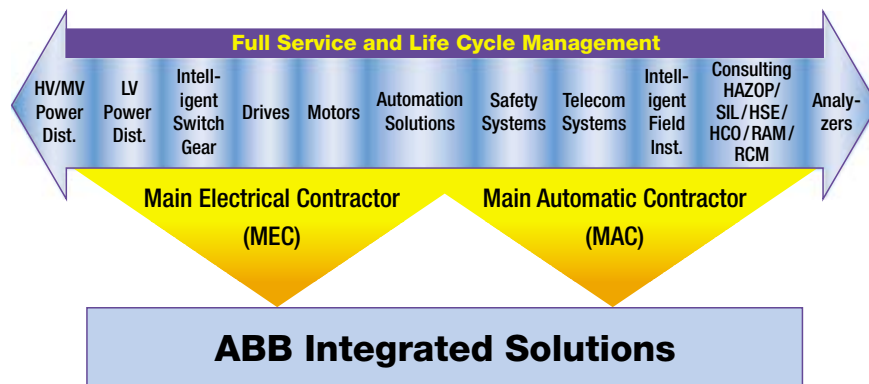 Full Service and Life Cycle Management
HV/MV
Power
Dist.
LV
Power
Dist.
Intell-
igent
Switch
Gear
Drives
Motors
Automation
Solutions
Safety
Systems
Telecom
Systems
Intell-
igent
Field
Inst.
Consulting
HAZOP/
SIL/HSE/
HCO/RAM/
RCM
Analy-
zers
Main Electrical Contractor
(MEC)
Main Automatic Contractor
(MAC)
ABB Integrated Solutions